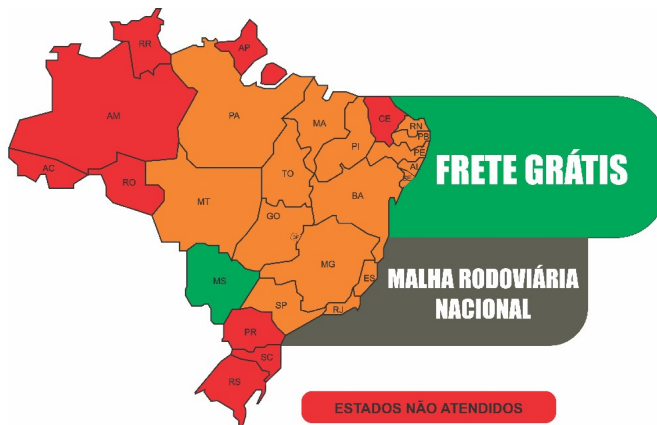 RR
AP
AM
PA
MA
CE
RN
PB
PI
PE
AL
AC
RO
TO
BA
MT
GO
FRETE GRÁTIS
MS
MG
ES
SP
RJ
MALHA RODOVIÁRIA
NACIONAL
PR
SC
RS
ESTADOS NÃO ATENDIDOS